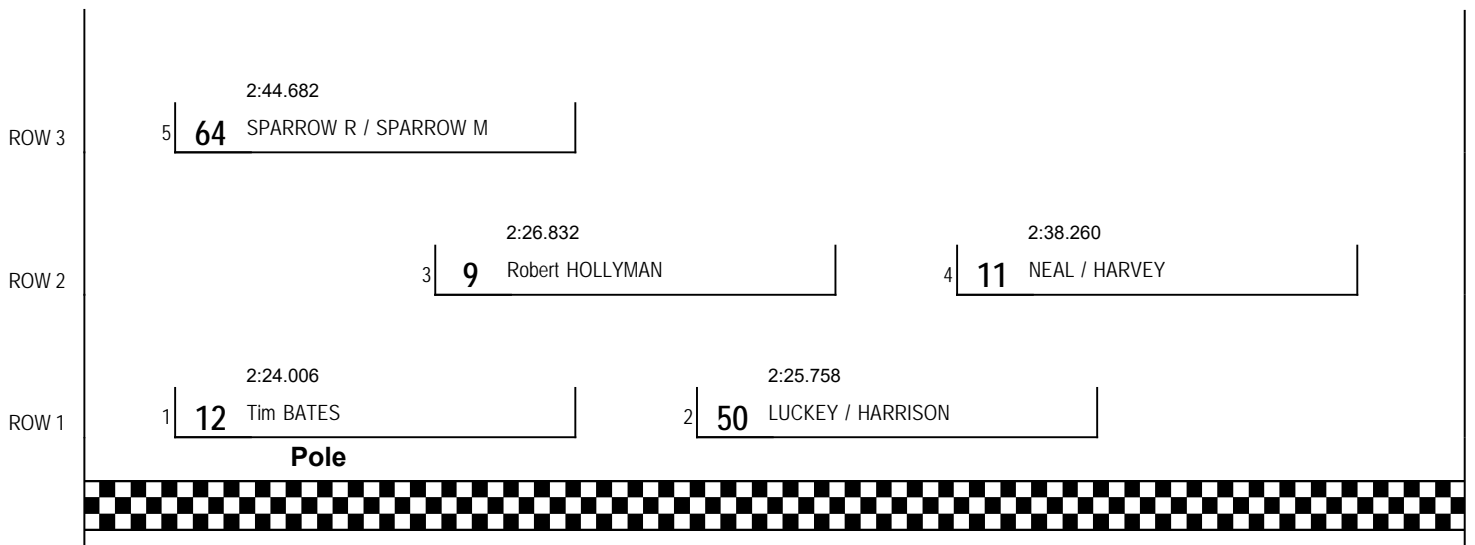 2:44.682
ROW 3 5 64 SPARROW R / SPARROW M
2:26.832 2:38.260
ROW 2 3 9 Robert HOLLYMAN 4 11 NEAL / HARVEY
2:24.006 2:25.758
ROW 1 1 12 Tim BATES 2 50 LUCKEY / HARRISON
Pole